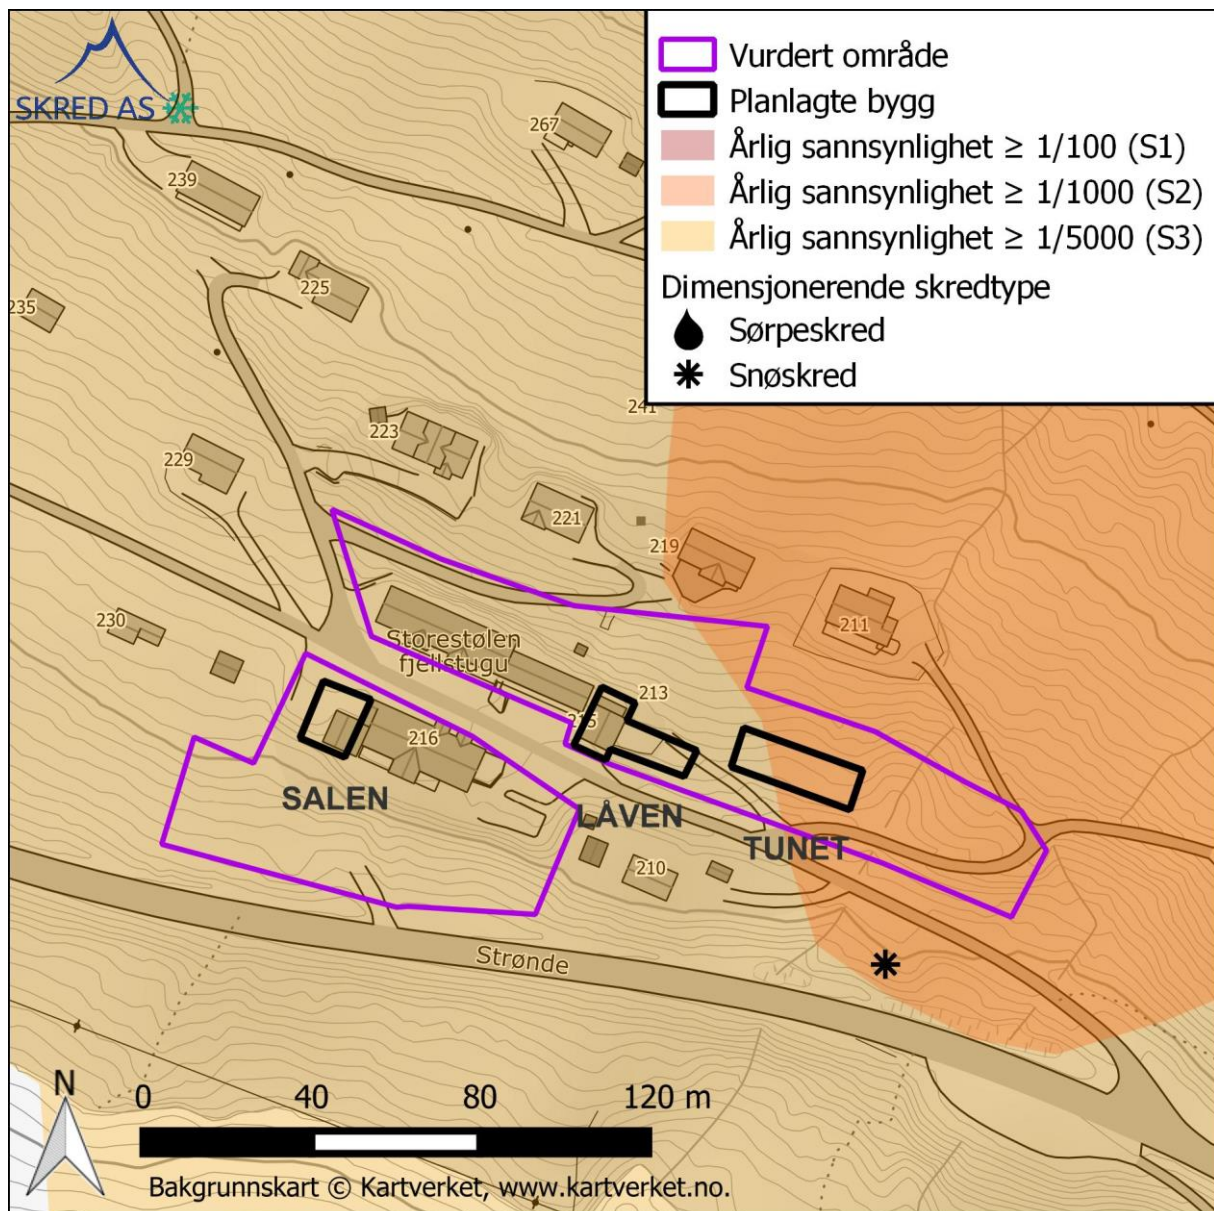 SKRED AS
Vurdert område
Planlagte bygg
Årlig sannsynlighet ≥ 1/100 (S1)
Årlig sannsynlighet ≥ 1/1000 (S2)
Årlig sannsynlighet ≥ 1/5000 (S3)
Dimensjonerende skredtype
Sørpeskred
Snøskred
267
239
225
235
241
223
229
221
219
211
230
Storestølen
fjellstugu
213
215
216
SALEN
LÅVEN
TUNET
210
Strønde
N
0 40 80 120 m
Bakgrunnskart © Kartverket, www.kartverket.no.